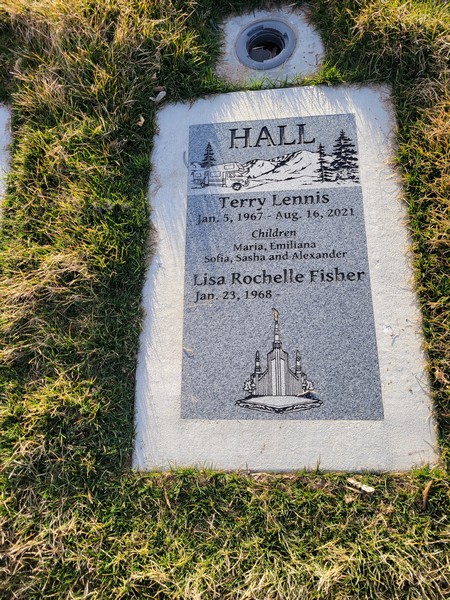 HALL
Terry Lennis
Jan. 5, 1967 - Aug. 16, 2021
Children
Maria, Emiliana
Sofia, Sasha and Alexander
Lisa Rochelle Fisher
Jan. 23, 1968 -